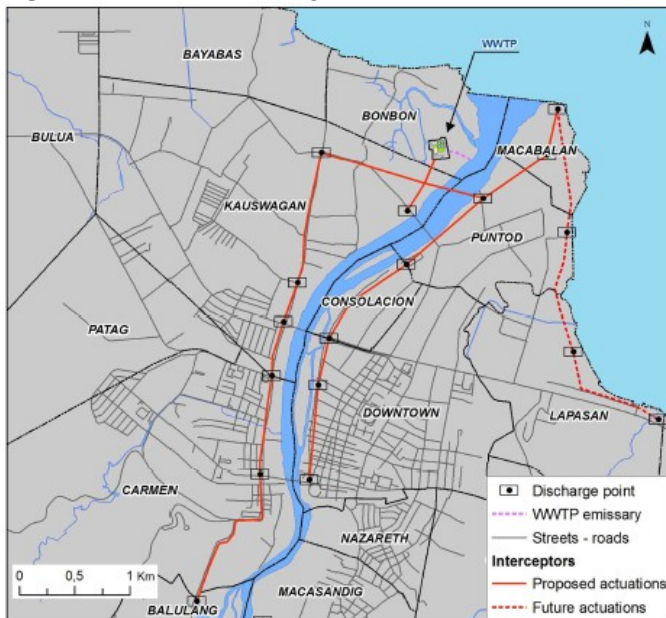 N
WWTP
BAYABAS
BONBON
BULUA
MACABALAN
KAUSWAGAN
PUNTOD
CONSOLACION
PATAG
DOWNTOWN
LAPASAN
CARMEN
NAZARETH
BALULANG
MACASANDIG
0 0,5 1 Km
Discharge point
WWTP emissary
Streets - roads
Interceptors
Proposed actuations
Future actuations